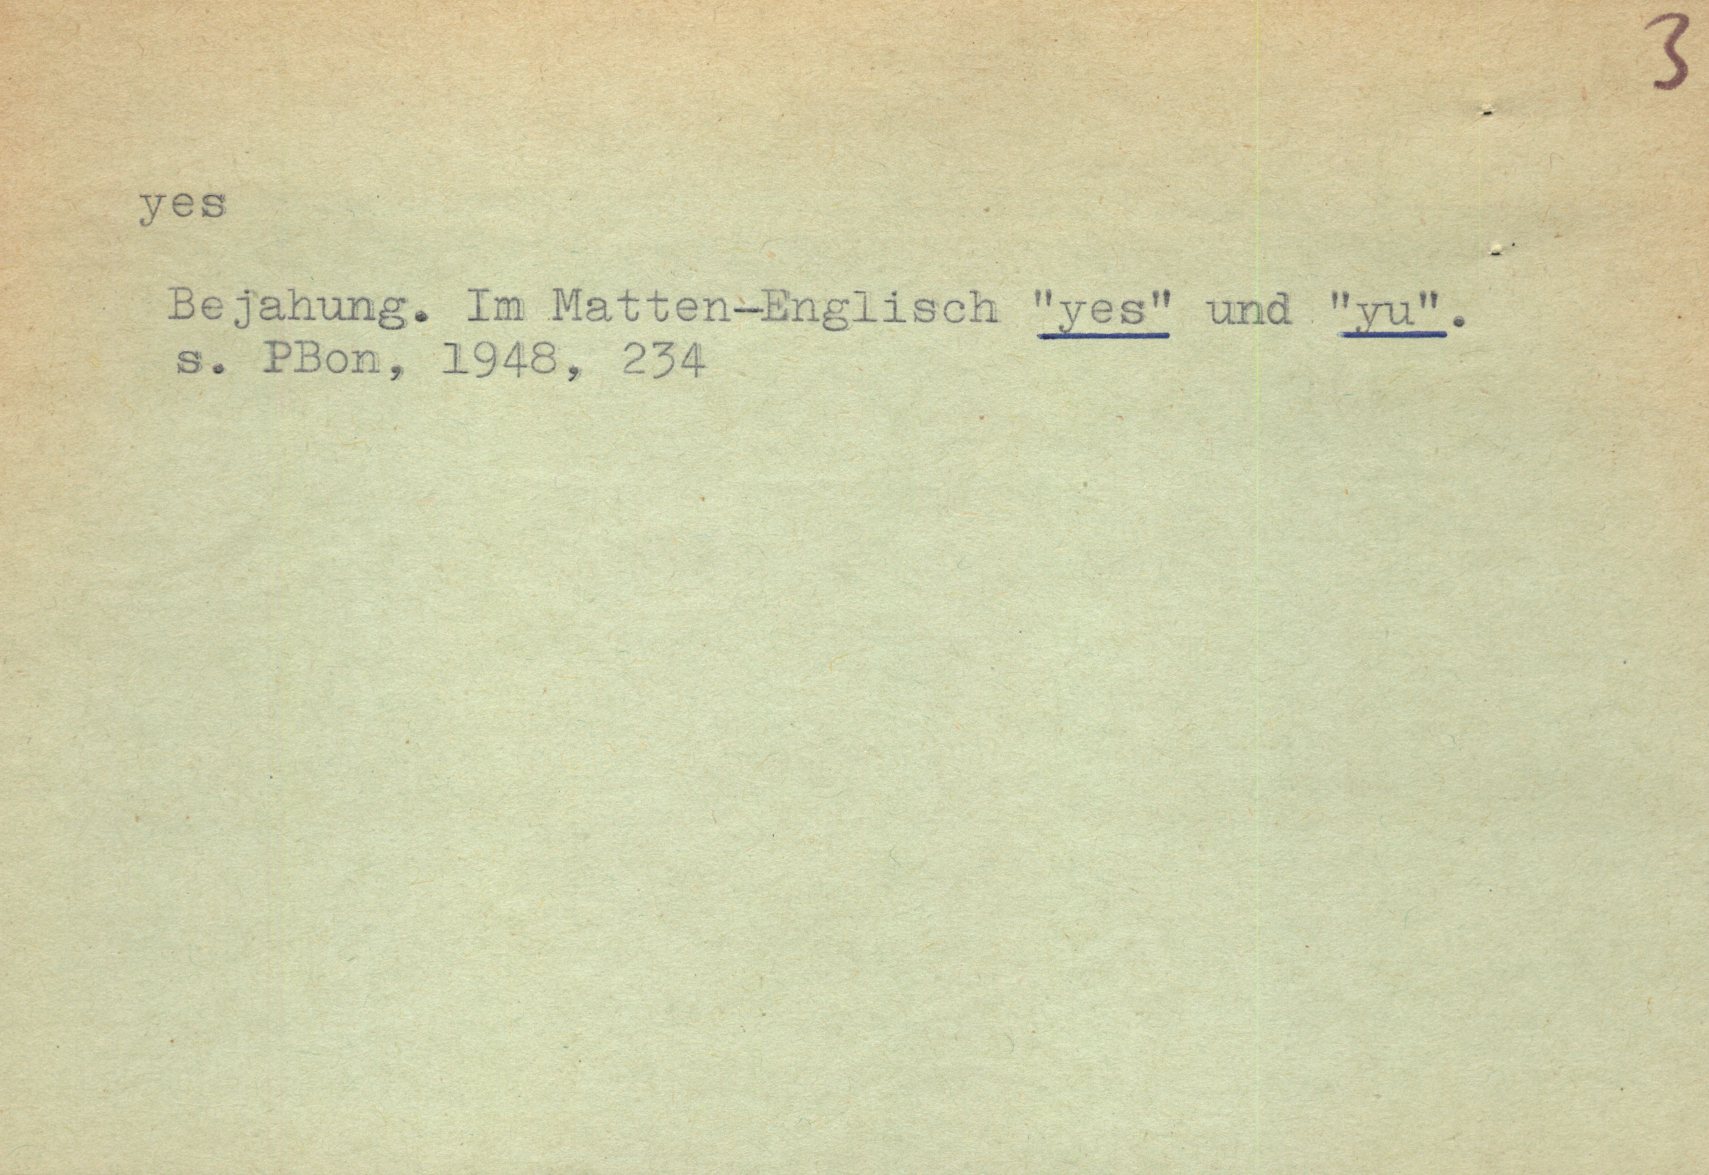 3
yes
Bejahung. Im Matten-Englisch "yes" und "yu".
s. PBon, 1948, 234